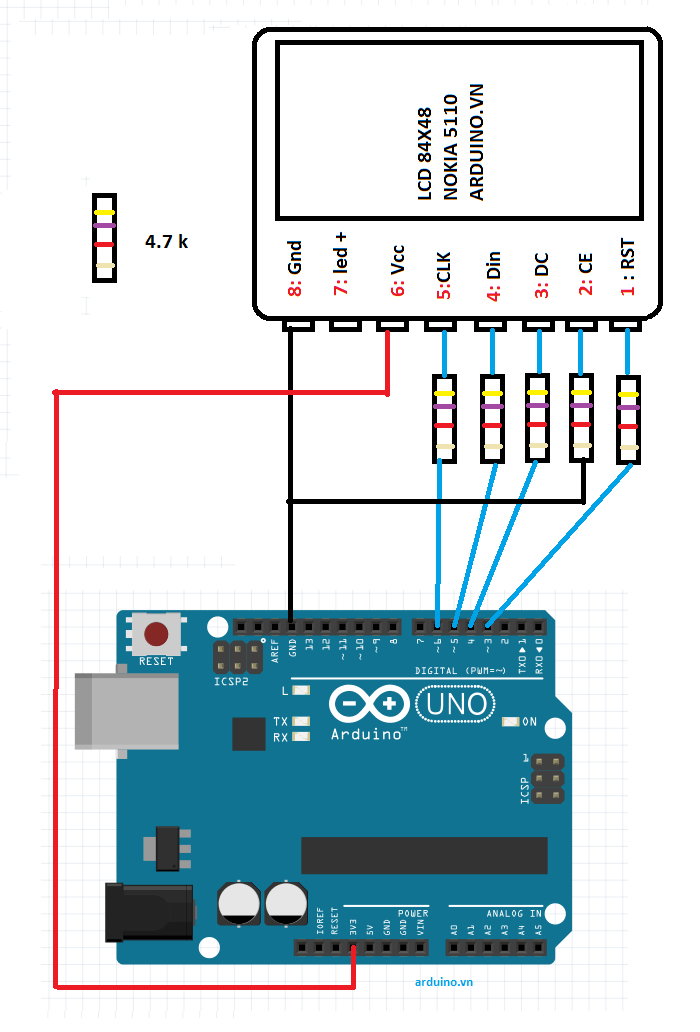 LCD 84X48
NOKIA 5110
ARDUINO.VN
4.7 k
8: Gnd
7: led +
6: Vcc
5:CLK
4: Din
3: DC
2: CE
1 : RST
RESET
ICSP2
AREF
GND
13
12
~11
~10
~9
8
7
~6
~5
4
~3
2
TX0▶1
RX0◀0
DIGITAL (PWM=~)
L
TX
RX
Arduino™
UNO
ON
1
ICSP
POWER
ANALOG IN
IOREF
RESET
3V3
5V
GND
GND
VIN
A0
A1
A2
A3
A4
A5
arduino.vn